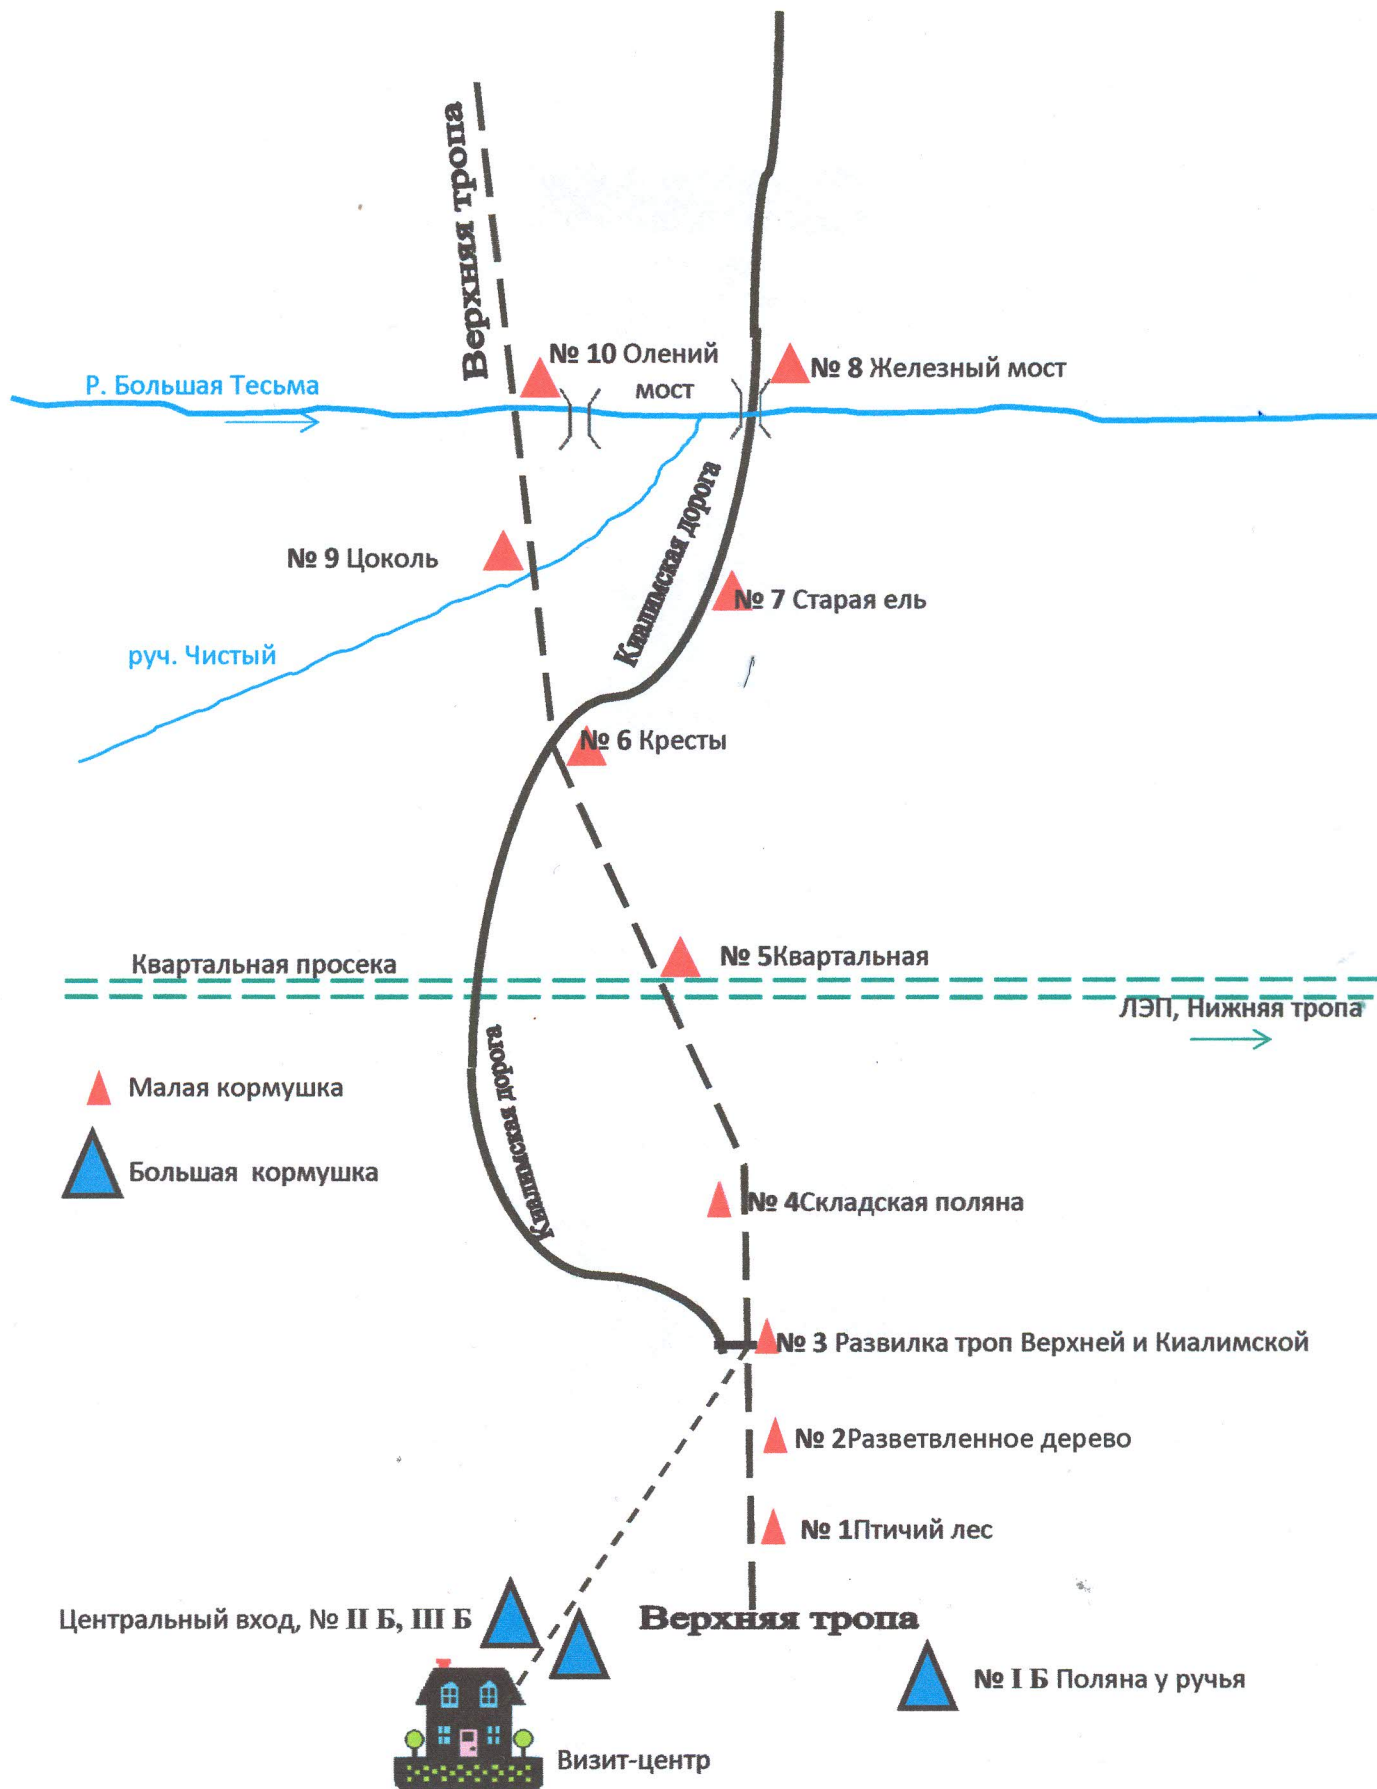 Верхняя тропа
№ 10 Олений
мост
№ 8 Железный мост
Р. Большая Тесьма
Киалимская дорога
№ 9 Цоколь
№ 7 Старая ель
руч. Чистый
№ 6 Кресты
№ 5Квартальная
Квартальная просека
ЛЭП, Нижняя тропа
Киалимская дорога
Малая кормушка
Большая кормушка
№ 4Складская поляна
№ 3 Развилка троп Верхней и Киалимской
№ 2Разветвленное дерево
№ 1Птичий лес
Центральный вход, № II Б, III Б
Верхняя тропа
№ I Б Поляна у ручья
Визит-центр